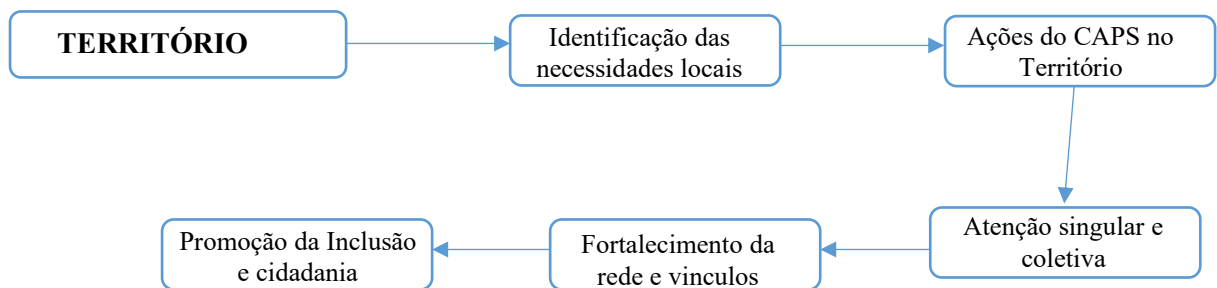 TERRITÓRIO
Identificação das
necessidades locais
Ações do CAPS no
Território
Atenção singular e
coletiva
Fortalecimento da
rede e vinculos
Promoção da Inclusão
e cidadania